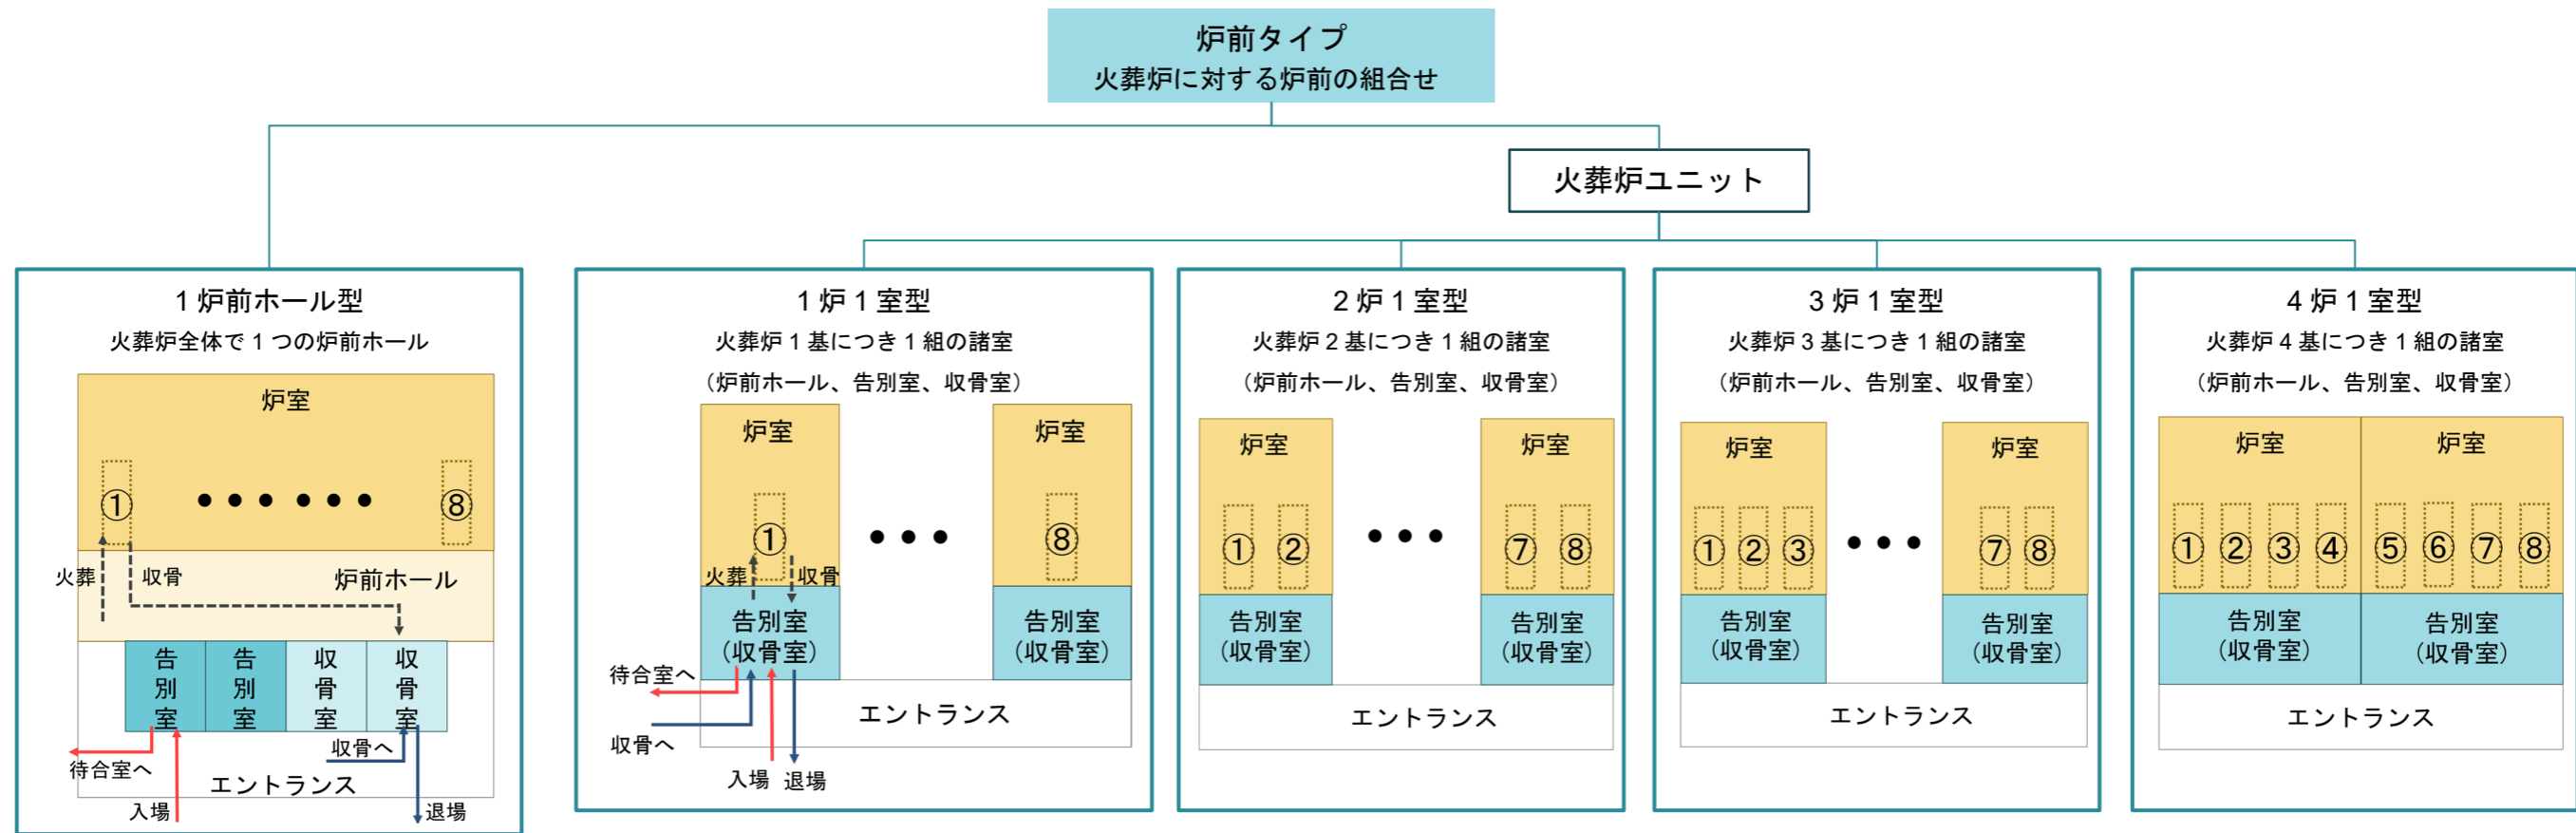 炉前タイプ
火葬炉に対する炉前の組合せ
火葬炉ユニット
1 炉前ホール型
火葬炉全体で 1 つの炉前ホール
炉室
①
••• •••
⑧
火葬
収骨
炉前ホール
告別室
告別室
収骨室
収骨室
収骨へ
待合室へ
エントランス
入場
退場
1 炉 1 室型
火葬炉 1 基につき 1 組の諸室
（炉前ホール、告別室、収骨室）
炉室
炉室
①
•••
⑧
火葬
収骨
告別室
（収骨室）
告別室
（収骨室）
待合室へ
エントランス
収骨へ
入場
退場
2 炉 1 室型
火葬炉 2 基につき 1 組の諸室
（炉前ホール、告別室、収骨室）
炉室
炉室
① ② ••• ⑦ ⑧
告別室
（収骨室）
告別室
（収骨室）
エントランス
3 炉 1 室型
火葬炉 3 基につき 1 組の諸室
（炉前ホール、告別室、収骨室）
炉室
炉室
① ② ③ ••• ⑦ ⑧
告別室
（収骨室）
告別室
（収骨室）
エントランス
4 炉 1 室型
火葬炉 4 基につき 1 組の諸室
（炉前ホール、告別室、収骨室）
炉室
炉室
① ② ③ ④ ⑤ ⑥ ⑦ ⑧
告別室
（収骨室）
告別室
（収骨室）
エントランス